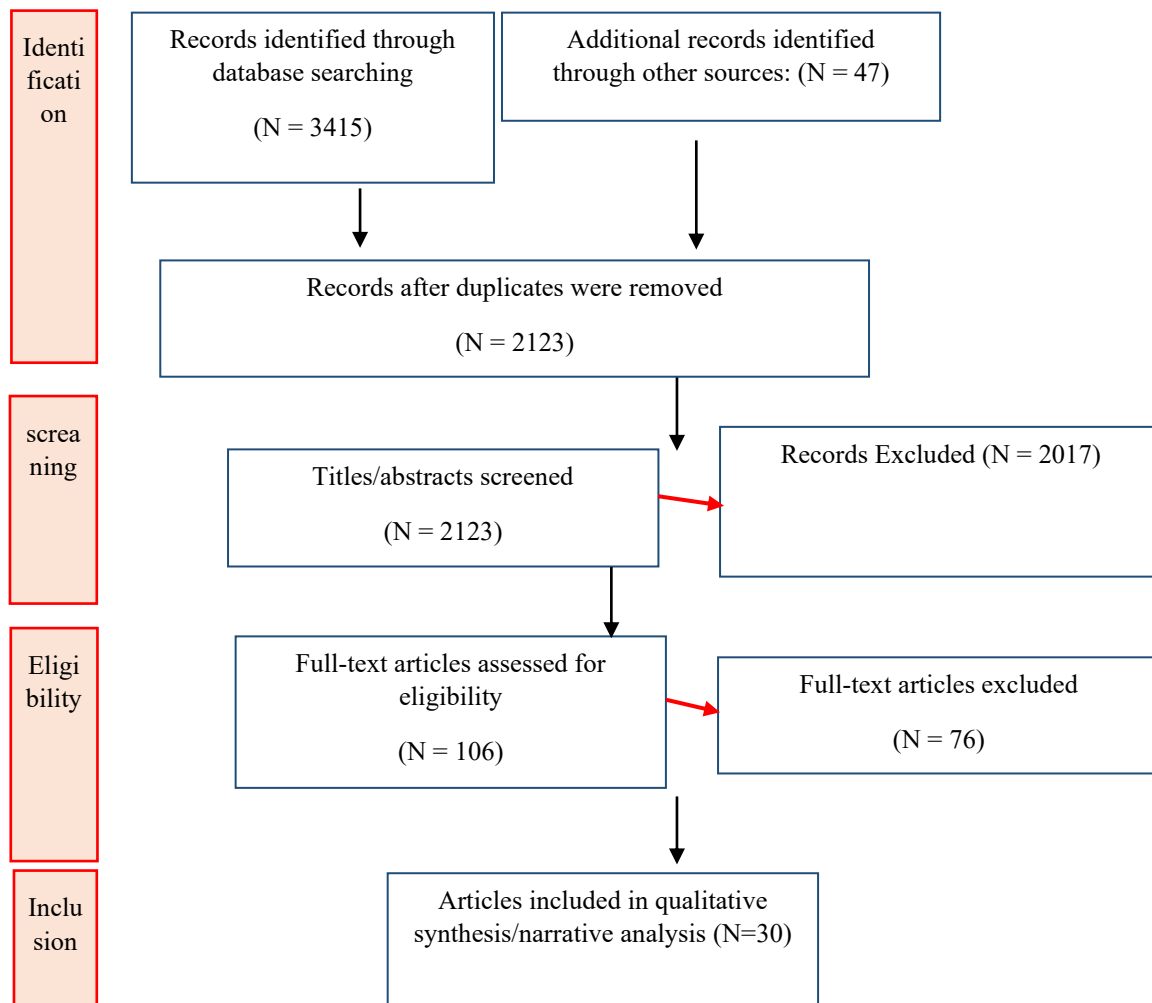 Identi
ficati
on
Records identified through
database searching
(N = 3415)
Additional records identified
through other sources: (N = 47)
Records after duplicates were removed
(N = 2123)
screa
ning
Titles/abstracts screened
(N = 2123)
Records Excluded (N = 2017)
Eligi
bility
Full-text articles assessed for
eligibility
(N = 106)
Full-text articles excluded
(N = 76)
Inclu
sion
Articles included in qualitative
synthesis/narrative analysis (N=30)